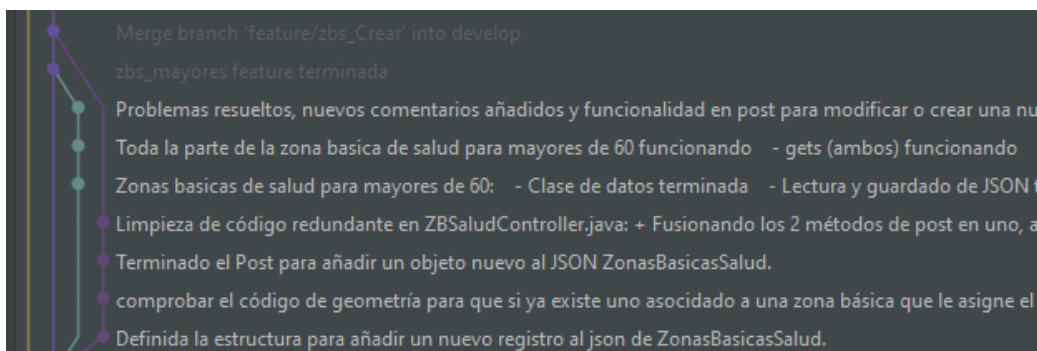 Merge branch 'feature/zbs_Crear' into develop
zbs_mayores feature terminada
Problemas resueltos, nuevos comentarios añadidos y funcionalidad en post para modificar o crear una nu
Toda la parte de la zona basica de salud para mayores de 60 funcionando - gets (ambos) funcionando
Zonas basicas de salud para mayores de 60: - Clase de datos terminada - Lectura y guardado de JSON
Limpieza de código redundante en ZBSaludController.java: + Fusionando los 2 métodos de post en uno, a
Terminado el Post para añadir un objeto nuevo al JSON ZonasBasicasSalud.
comprobar el código de geometría para que si ya existe uno asocidado a una zona básica que le asigne el
Definida la estructura para añadir un nuevo registro al json de ZonasBasicasSalud.